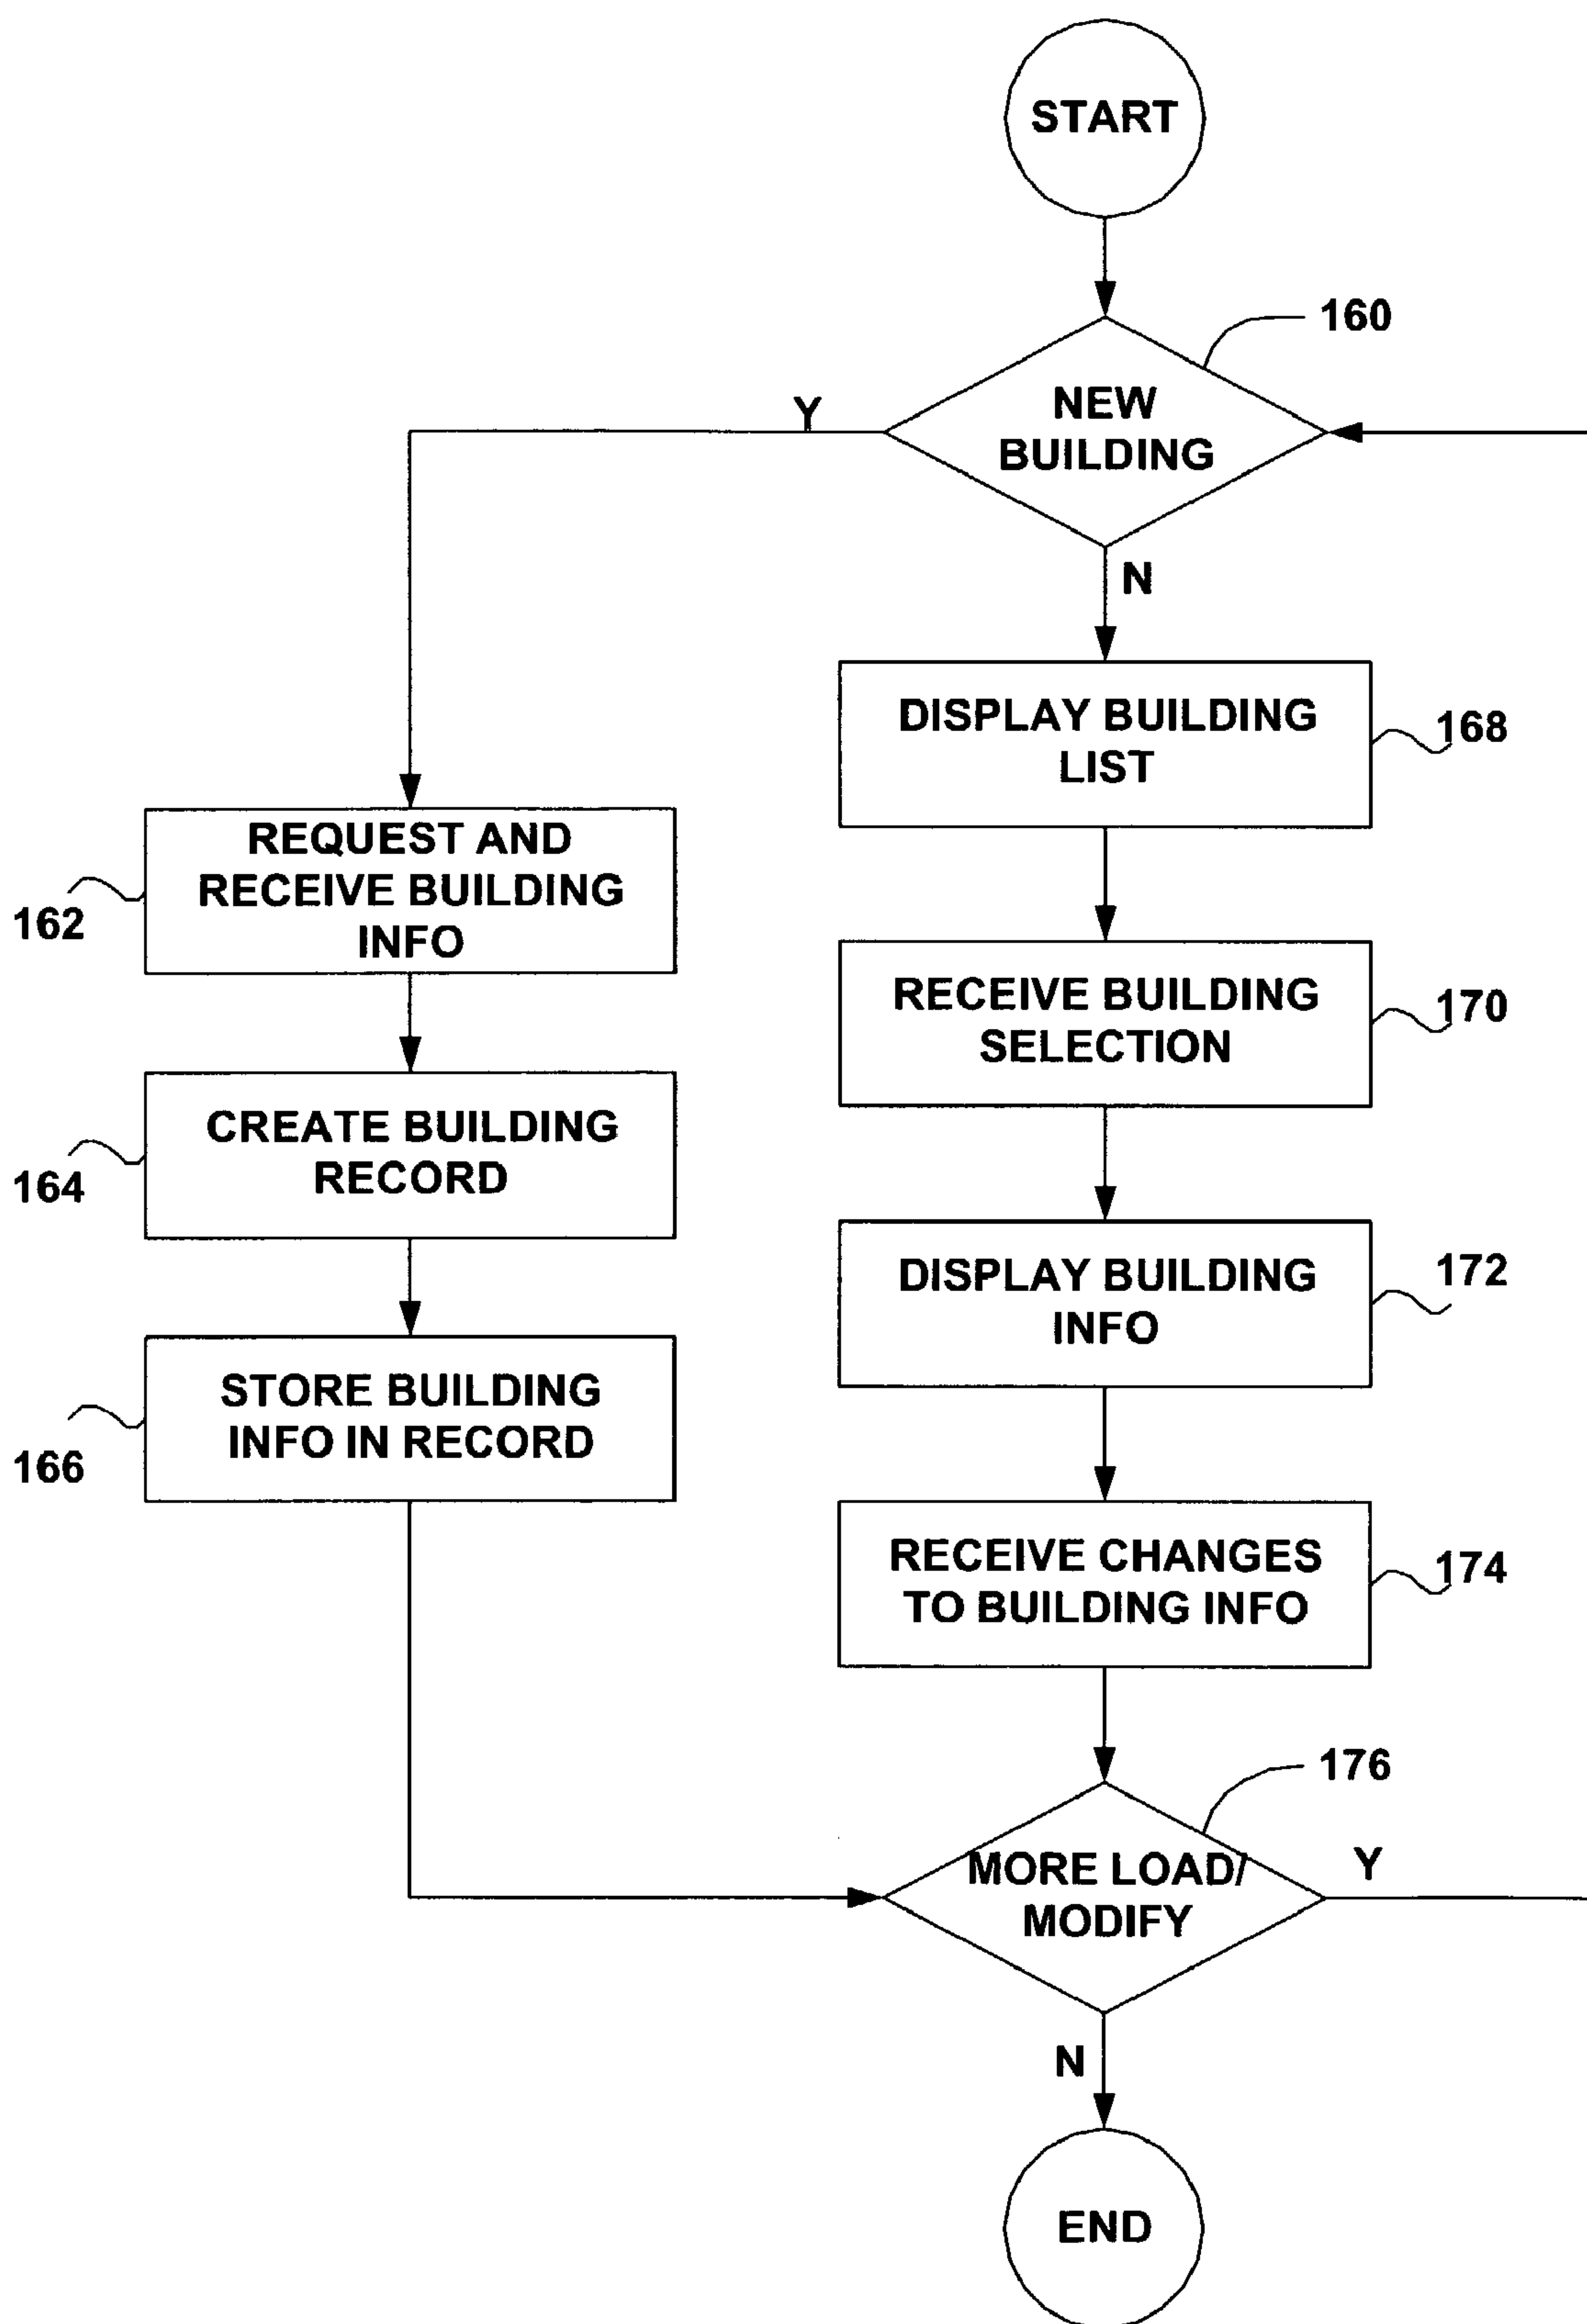 START
160
NEW
BUILDING
Y
N
DISPLAY BUILDING
LIST
168
REQUEST AND
RECEIVE BUILDING
INFO
162
RECEIVE BUILDING
SELECTION
170
CREATE BUILDING
RECORD
164
DISPLAY BUILDING
INFO
172
STORE BUILDING
INFO IN RECORD
166
RECEIVE CHANGES
TO BUILDING INFO
174
176
MORE LOAD/
MODIFY
Y
N
END